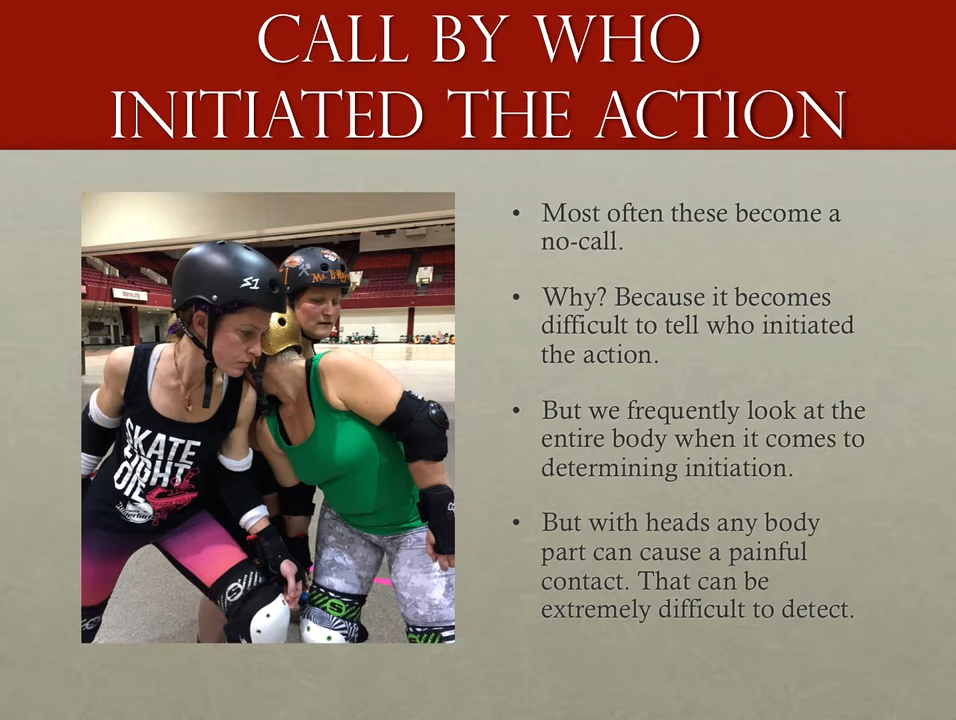 CALL BY WHO
INITIATED THE ACTION
• Most often these become a
no-call.
• Why? Because it becomes
difficult to tell who initiated
the action.
• But we frequently look at the
entire body when it comes to
determining initiation.
• But with heads any body
part can cause a painful
contact. That can be
extremely difficult to detect.
S1
SKATE